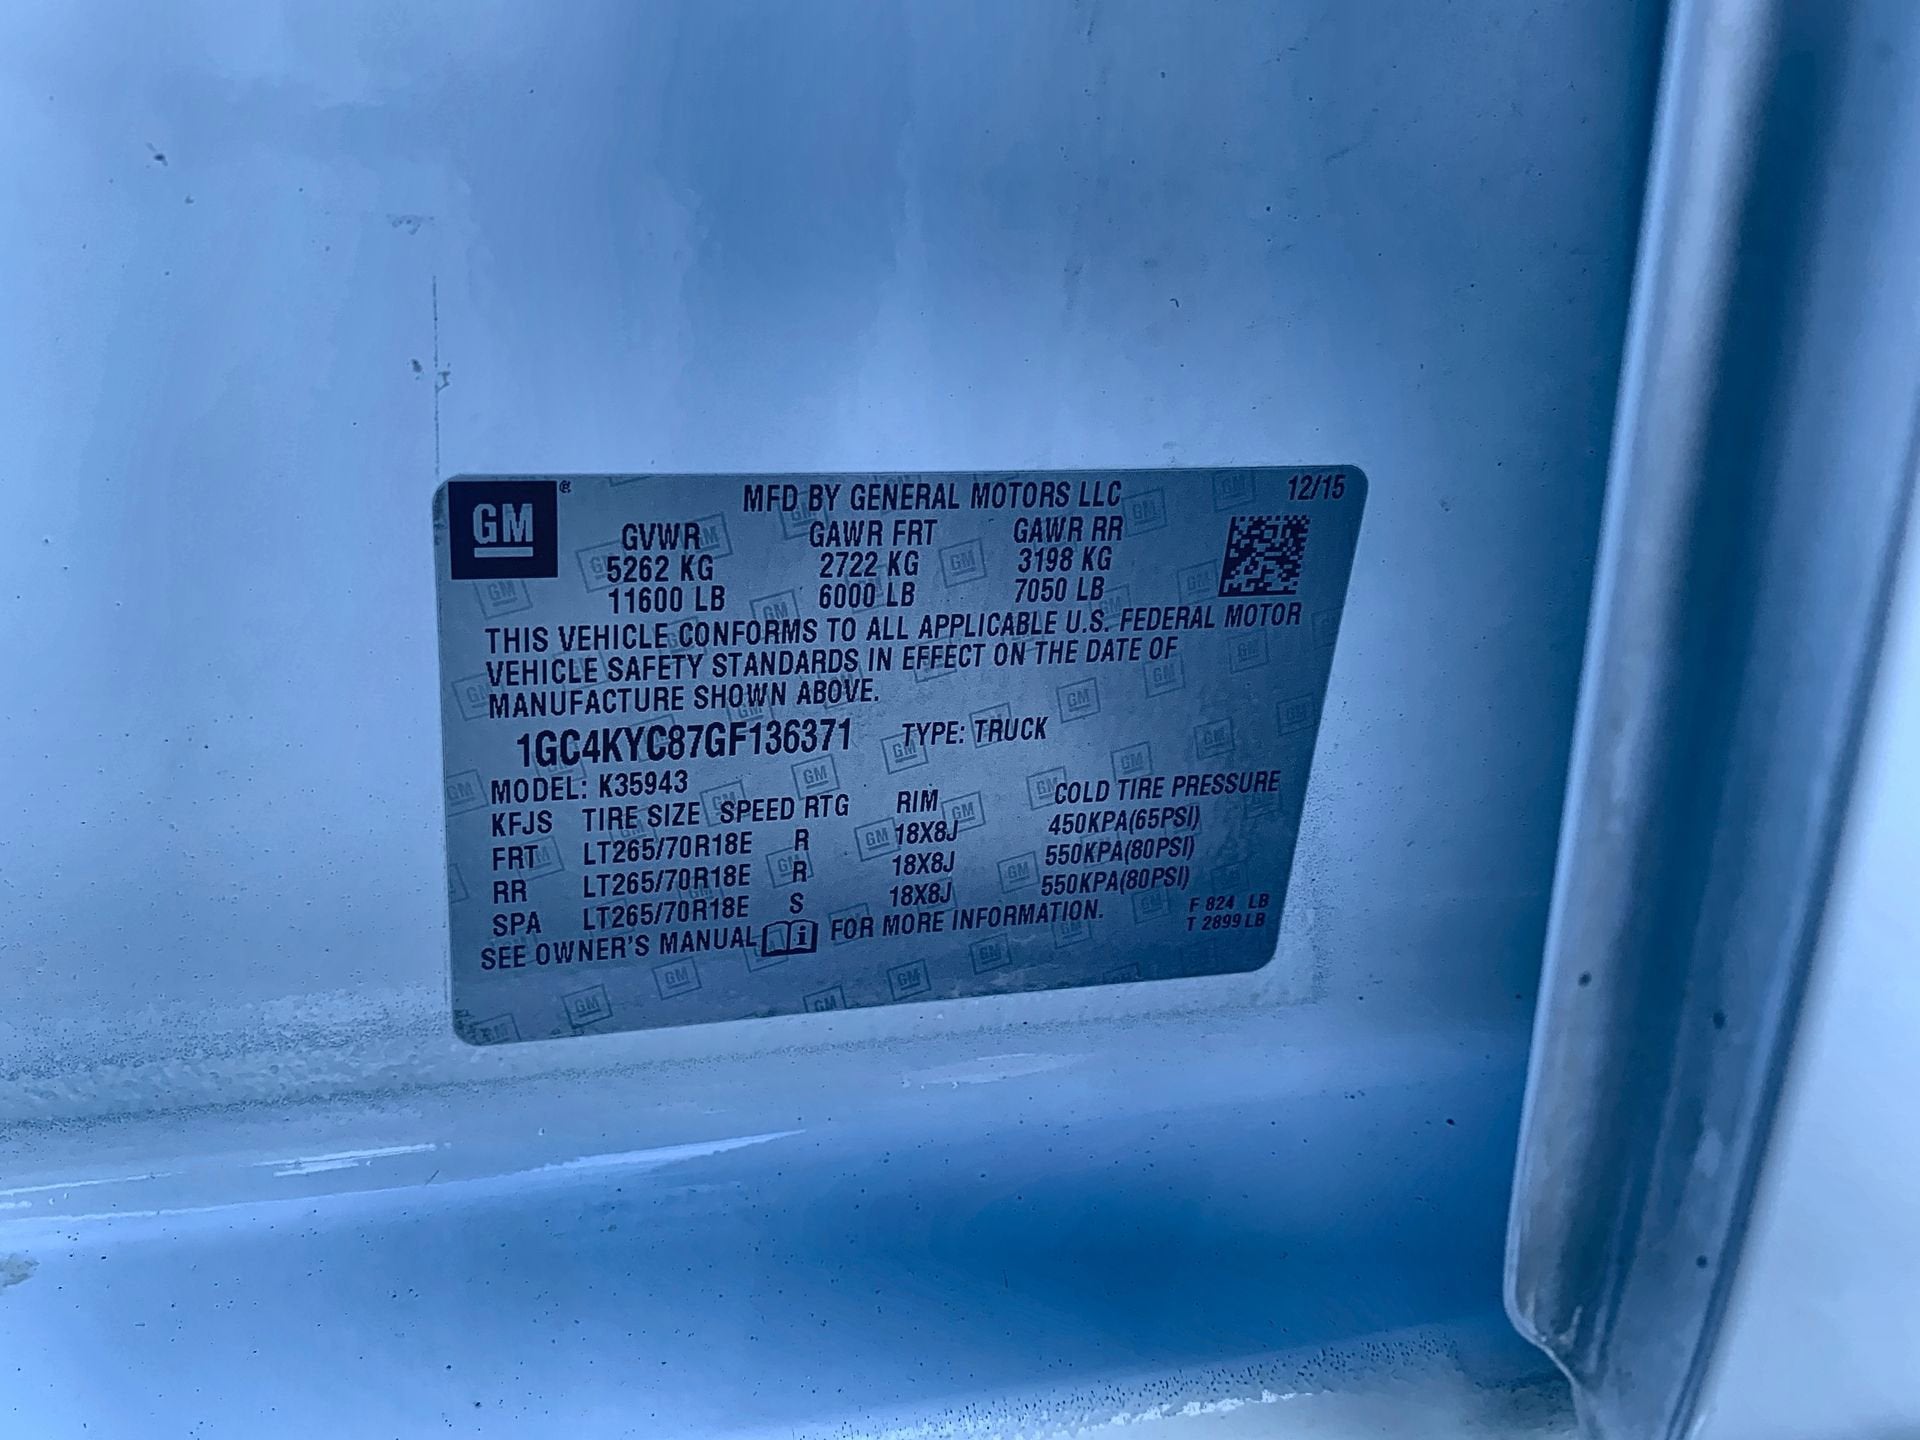 GM ® MFD BY GENERAL MOTORS LLC 12/15
GVWR GAWR FRT GAWR RR
5262 KG 2722 KG 3198 KG
11600 LB 6000 LB 7050 LB
THIS VEHICLE CONFORMS TO ALL APPLICABLE U.S. FEDERAL MOTOR
VEHICLE SAFETY STANDARDS IN EFFECT ON THE DATE OF
MANUFACTURE SHOWN ABOVE.
1GC4KYC87GF136371 TYPE: TRUCK
MODEL: K35943
KFJS TIRE SIZE SPEED RTG RIM COLD TIRE PRESSURE
FRT LT265/70R18E R 18X8J 450KPA(65PSI)
RR LT265/70R18E R 18X8J 550KPA(80PSI)
SPA LT265/70R18E S 18X8J 550KPA(80PSI)
SEE OWNER'S MANUAL i FOR MORE INFORMATION.
F 824 LB
T 2899 LB